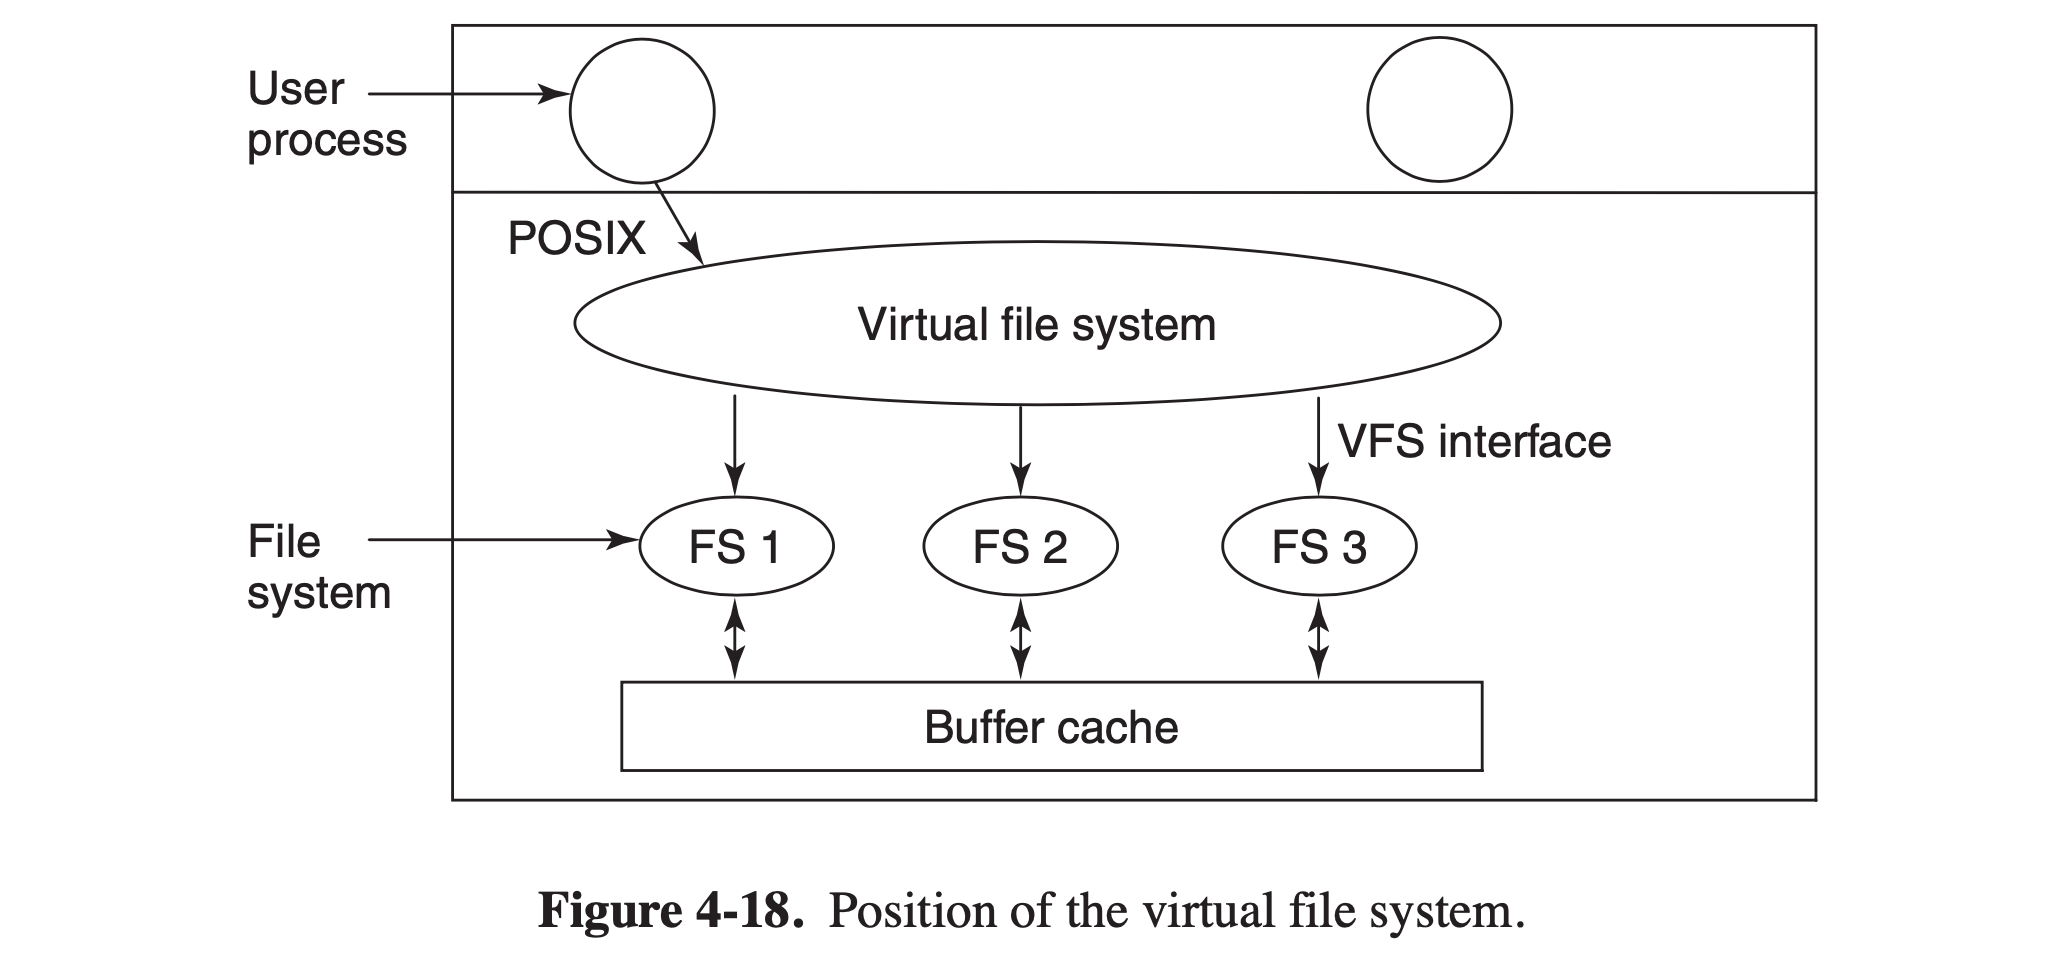 User
process
POSIX
Virtual file system
VFS interface
File
system
FS 1
FS 2
FS 3
Buffer cache
Figure 4-18. Position of the virtual file system.